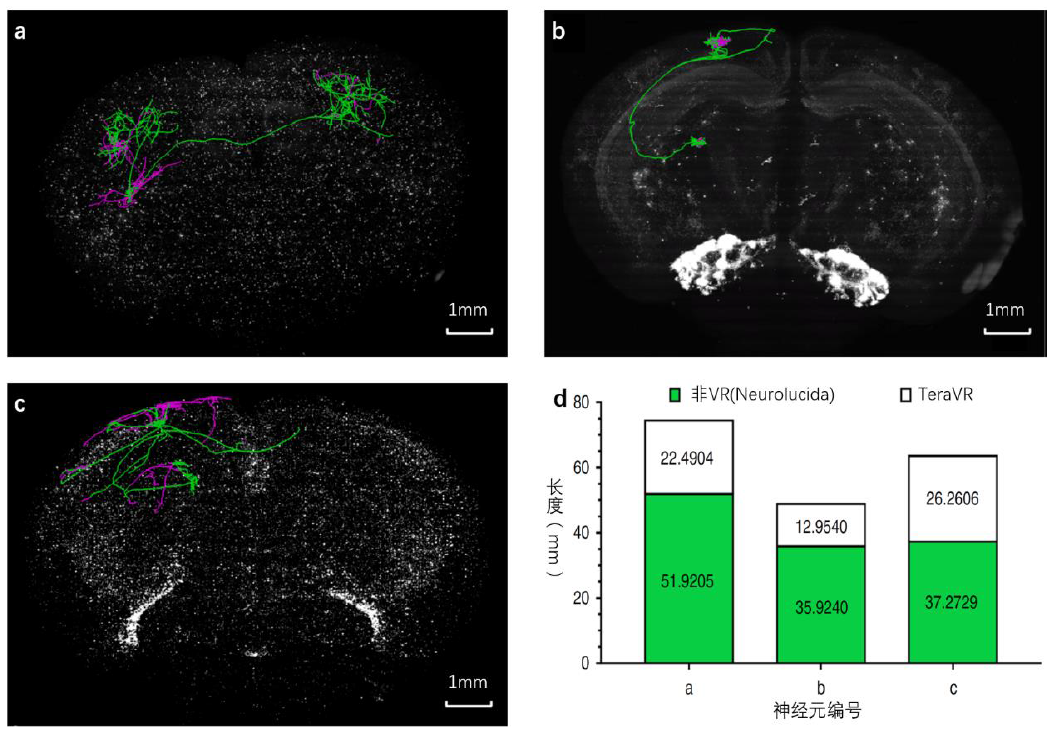 a
1mm
b
1mm
c
1mm
d
非VR(Neurolucida)
TeraVR
80
60
40
20
0
长度(mm)
22.4904
51.9205
12.9540
35.9240
26.2606
37.2729
a
b
c
神经元编号